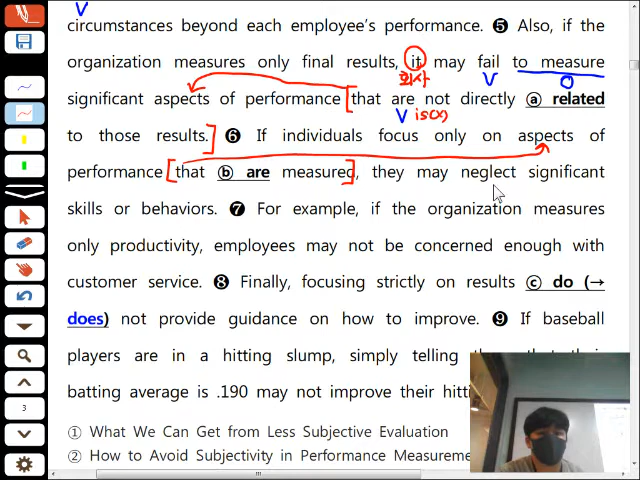 V
circumstances beyond each employee's performance. ❺ Also, if the
organization measures only final results, it may fail to measure
회사 V O
significant aspects of performance [that are not directly ⓐ related
V is(x)
to those results.] ❻ If individuals focus only on aspects of
performance [that ⓑ are measured], they may neglect significant
skills or behaviors. ❼ For example, if the organization measures
only productivity, employees may not be concerned enough with
customer service. ❽ Finally, focusing strictly on results ⓒ do (→
does) not provide guidance on how to improve. ❾ If baseball
3
players are in a hitting slump, simply telling
batting average is .190 may not improve their
① What We Can Get from Less Subjective Evaluation
② How to Avoid Subjectivity in Performance